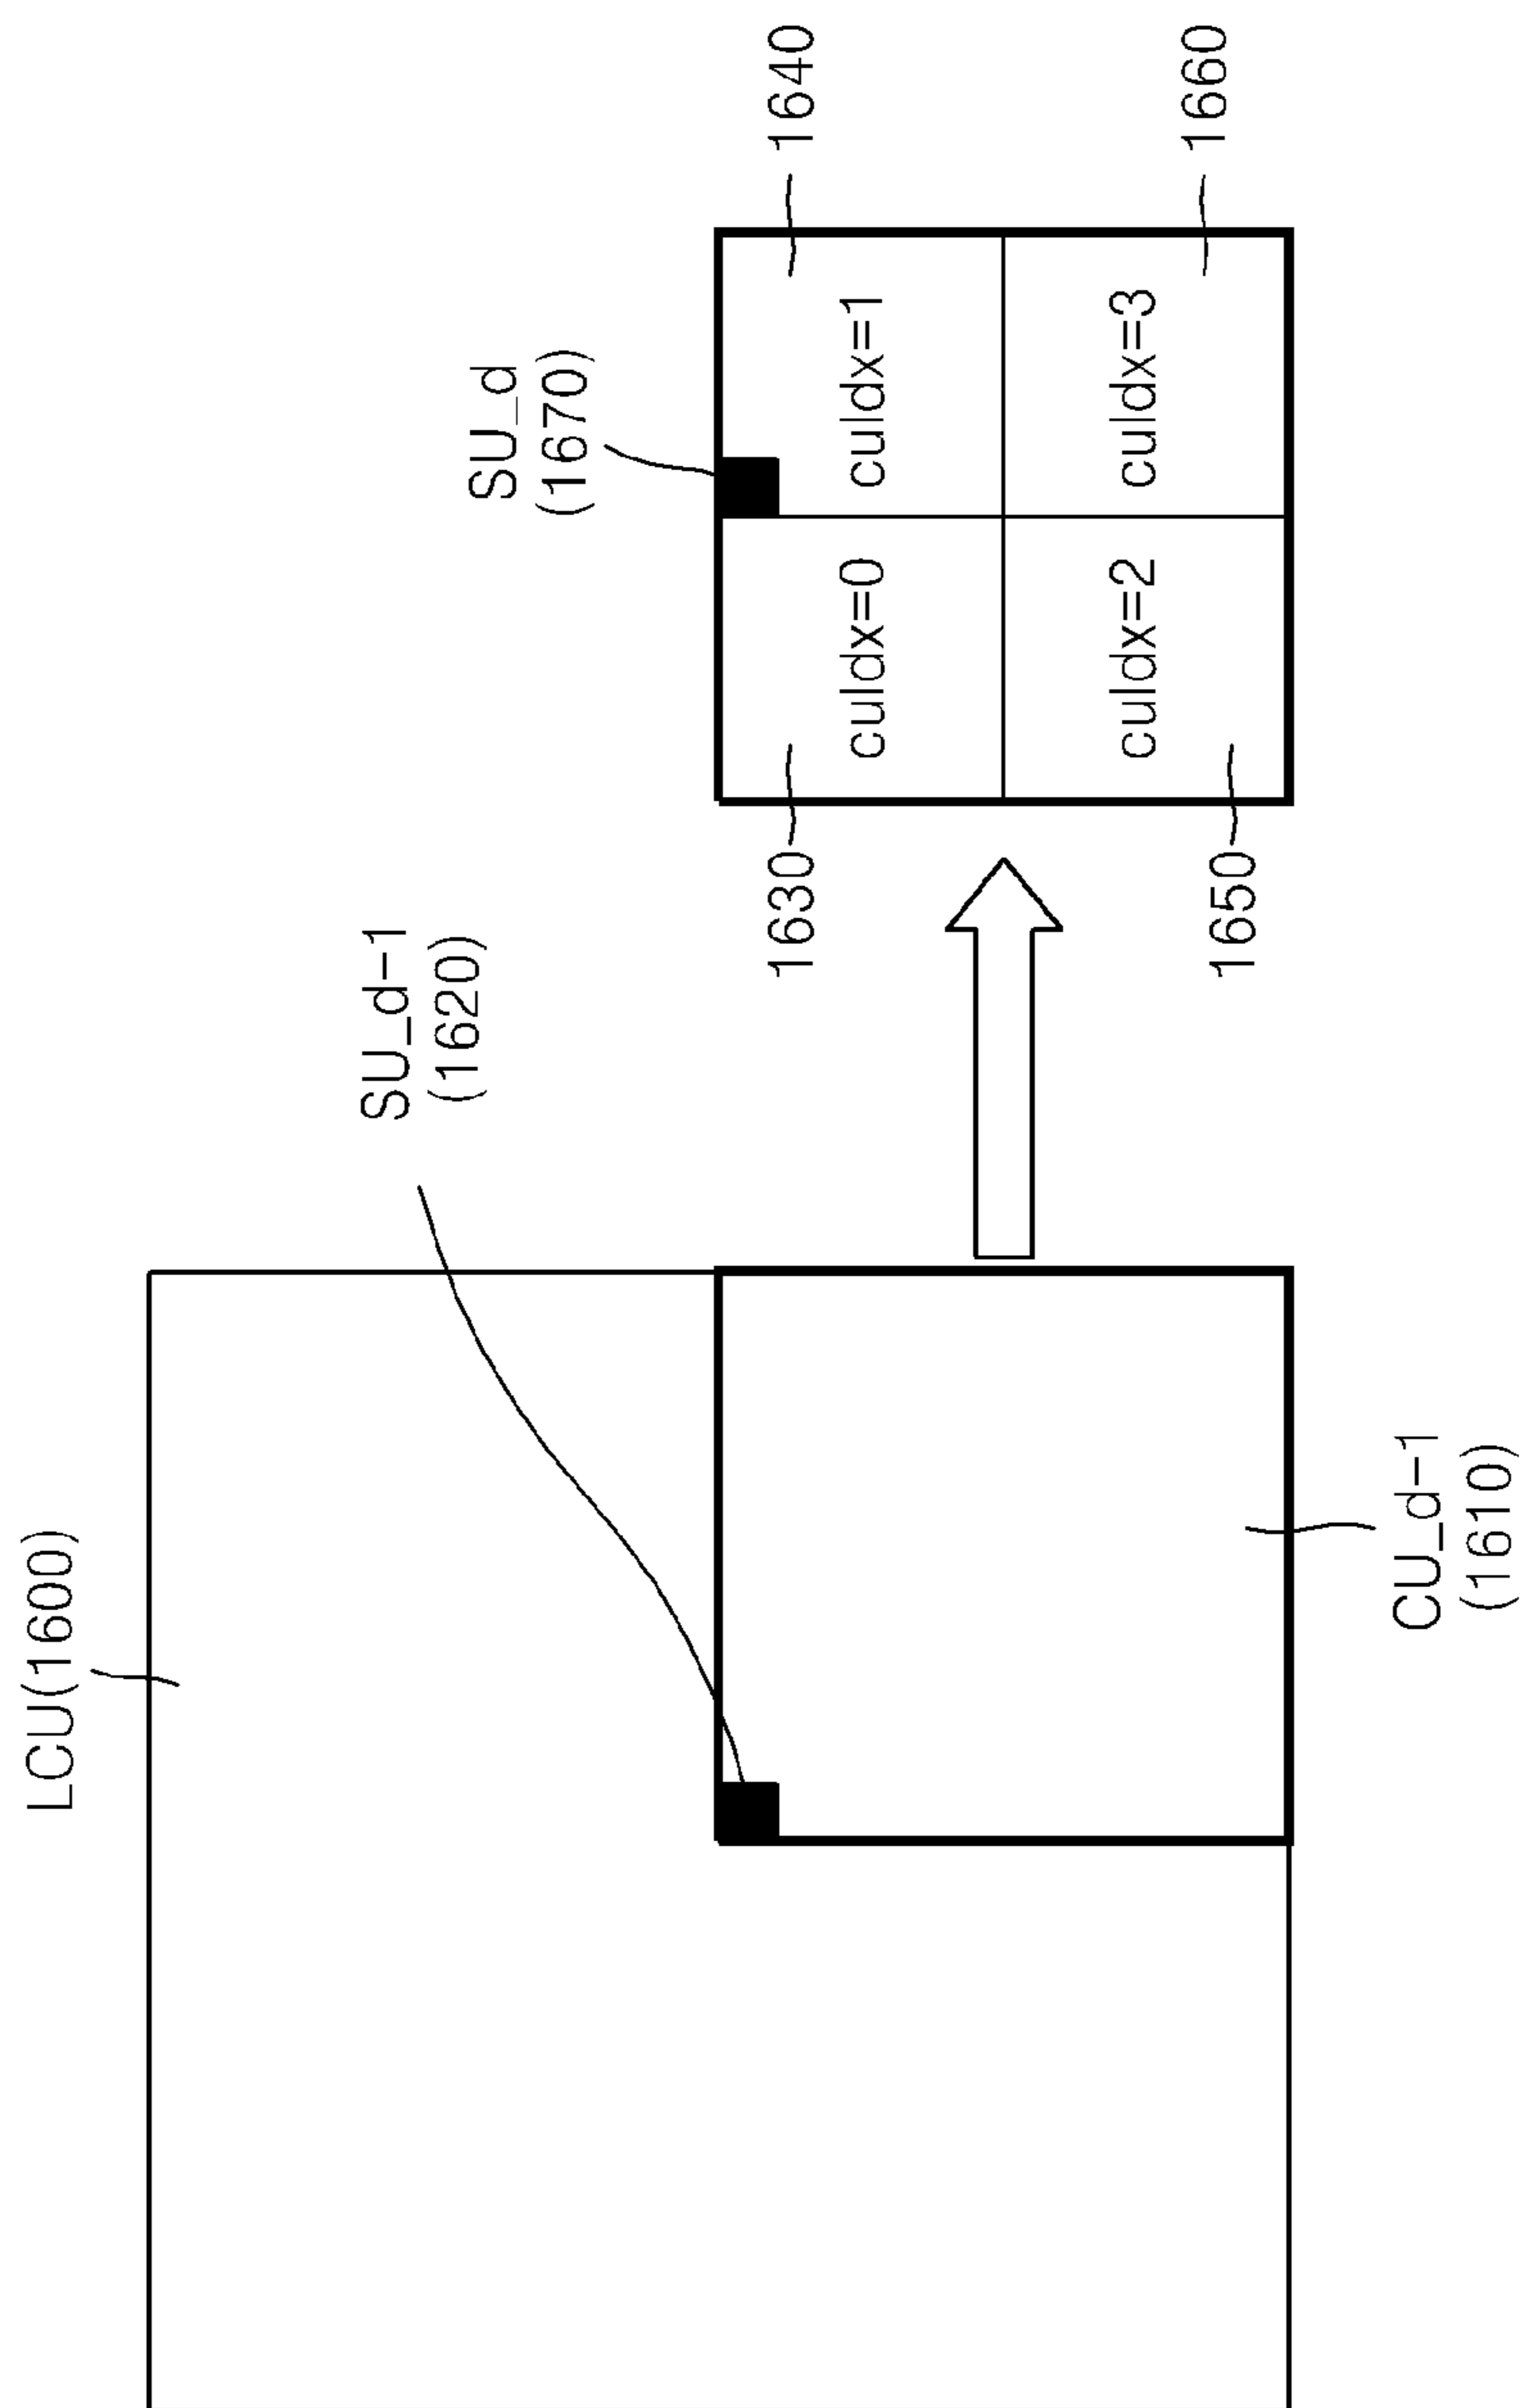 LCU(1600)
SU_d-1
(1620)
CU_d-1
(1610)
SU_d
(1670)
1630
1640
cuIdx=0
cuIdx=1
cuIdx=2
cuIdx=3
1650
1660